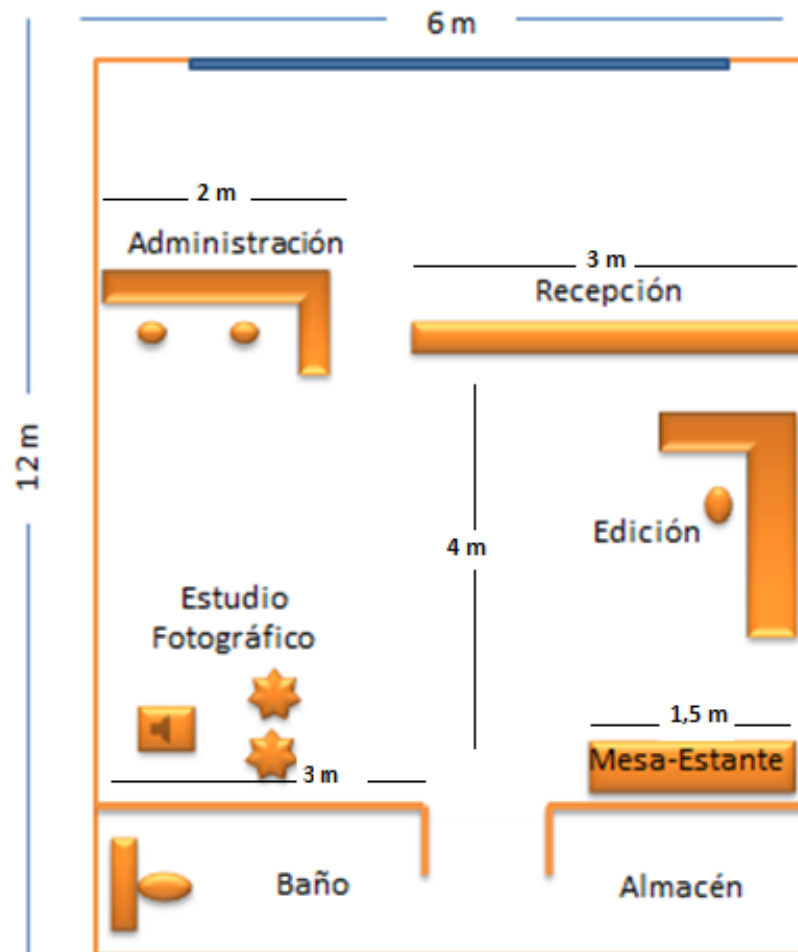 6 m
2 m
Administración
3 m
Recepción
12 m
Edición
4 m
Estudio
Fotográfico
1,5 m
Mesa-Estante
3 m
Baño
Almacén